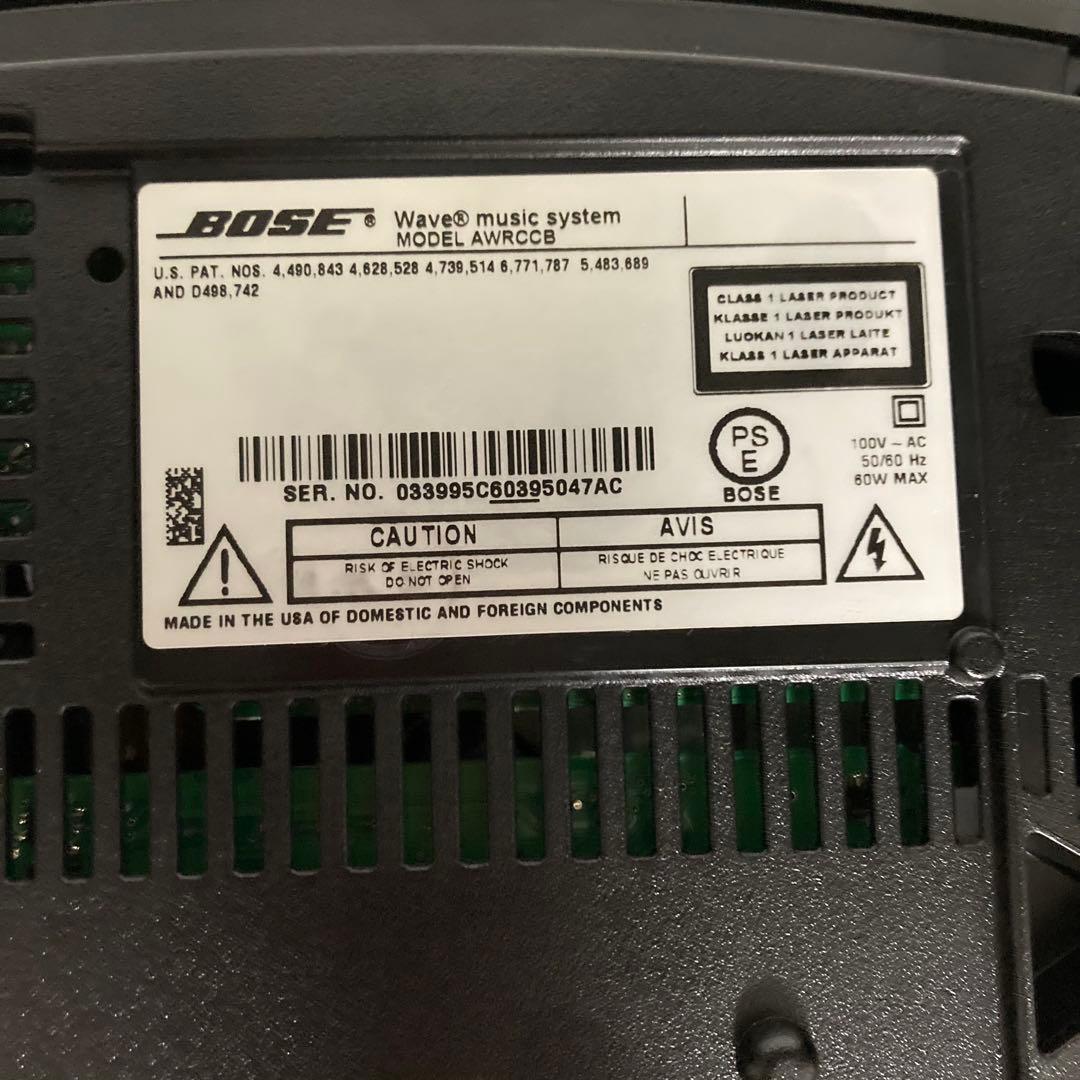 BOSE® Wave® music system
MODEL AWRCCB
U.S. PAT. NOS. 4,490,843 4,628,528 4,739,514 6,771,787 5,483,689
AND D498,742
CLASS 1 LASER PRODUCT
KLASSE 1 LASER PRODUKT
LUOKAN 1 LASER LAITE
KLASS 1 LASER APPARAT
PS
E
BOSE
100V ~ AC
50/60 Hz
60W MAX
SER. NO. 033995C60395047AC
CAUTION
RISK OF ELECTRIC SHOCK
DO NOT OPEN
AVIS
RISQUE DE CHOC ELECTRIQUE
NE PAS OUVRIR
MADE IN THE USA OF DOMESTIC AND FOREIGN COMPONENTS